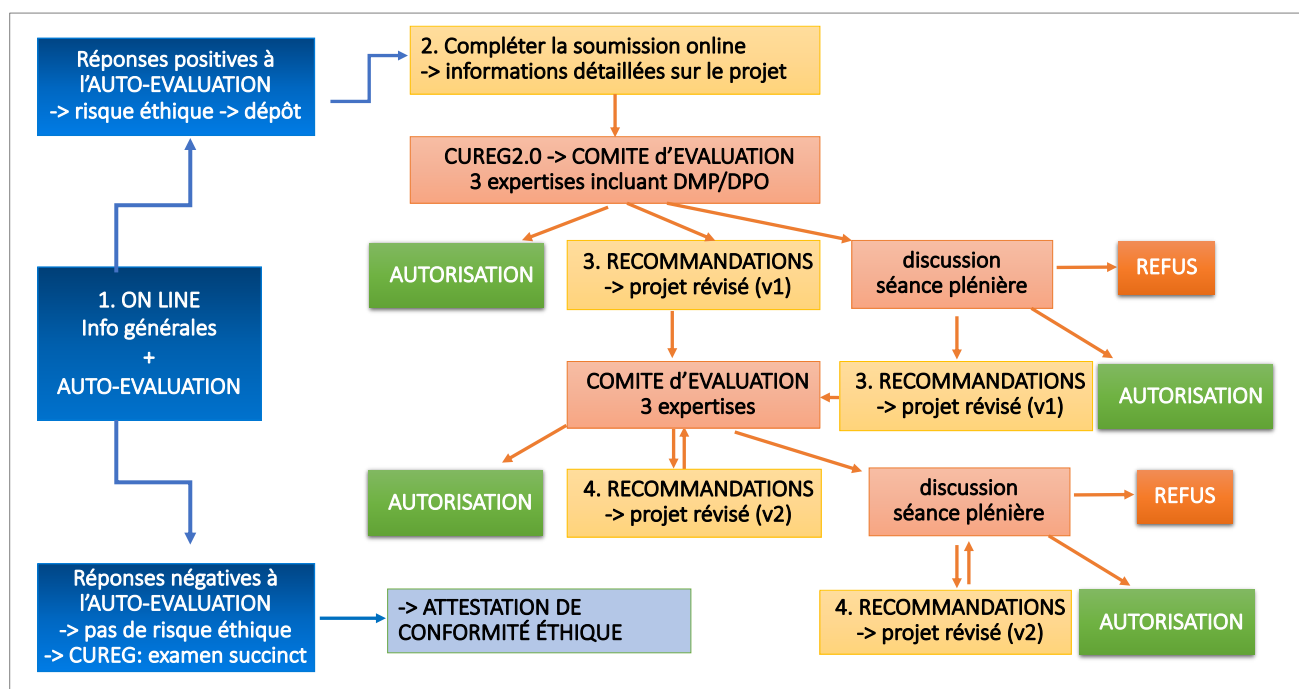 Réponses positives à
l'AUTO-EVALUATION
-> risque éthique -> dépôt
2. Compléter la soumission online
-> informations détaillées sur le projet
CUREG2.0 -> COMITE d'EVALUATION
3 expertises incluant DMP/DPO
AUTORISATION
3. RECOMMANDATIONS
-> projet révisé (v1)
discussion
séance plénière
REFUS
1. ON LINE
Info générales
+
AUTO-EVALUATION
COMITE d'EVALUATION
3 expertises
3. RECOMMANDATIONS
-> projet révisé (v1)
AUTORISATION
AUTORISATION
4. RECOMMANDATIONS
-> projet révisé (v2)
discussion
séance plénière
REFUS
Réponses négatives à
l'AUTO-EVALUATION
-> pas de risque éthique
-> CUREG: examen succinct
-> ATTESTATION DE
CONFORMITÉ ÉTHIQUE
4. RECOMMANDATIONS
-> projet révisé (v2)
AUTORISATION